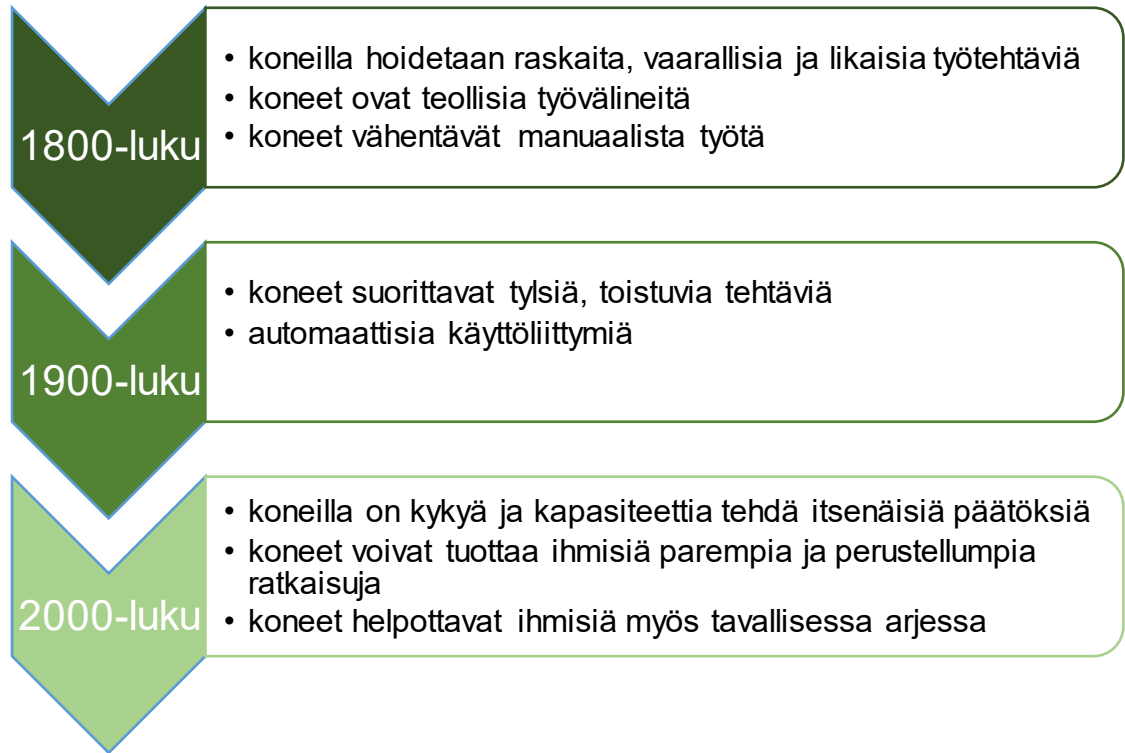 1800-luku
• koneilla hoidetaan raskaita, vaarallisia ja likaisia työtehtäviä
• koneet ovat teollisia työvälineitä
• koneet vähentävät manuaalista työtä
1900-luku
• koneet suorittavat tylsiä, toistuvia tehtäviä
• automaattisia käyttöliittymiä
2000-luku
• koneilla on kykyä ja kapasiteettia tehdä itsenäisiä päätöksiä
• koneet voivat tuottaa ihmisiä parempia ja perustellumpia
ratkaisuja
• koneet helpottavat ihmisiä myös tavallisessa arjessa